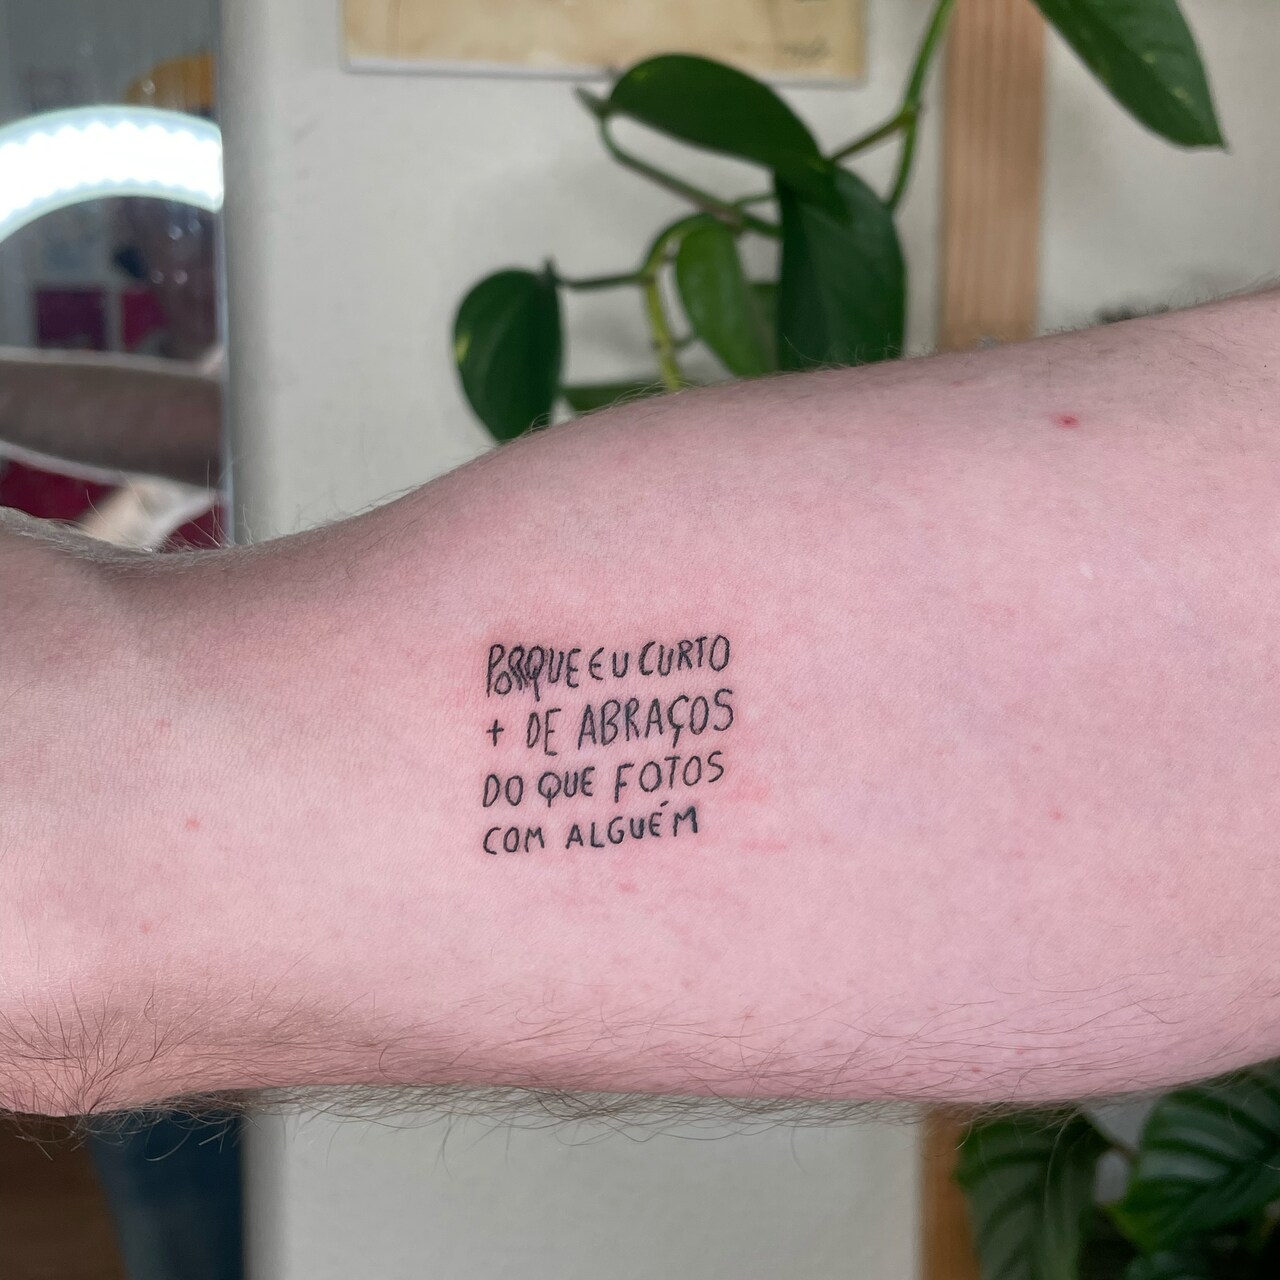 PORQUE EU CURTO
+ DE ABRAÇOS
DO QUE FOTOS
COM ALGUÉM